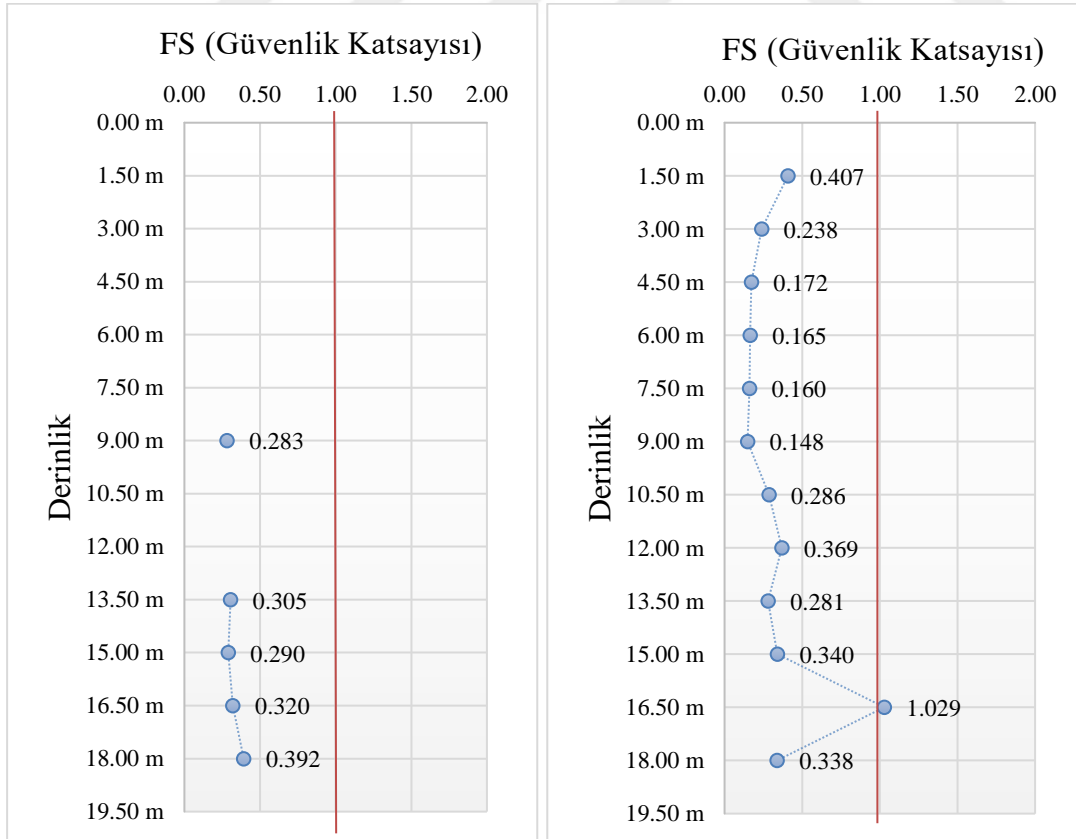 FS (Güvenlik Katsayısı)
0.00 0.50 1.00 1.50 2.00
0.00 m
1.50 m
3.00 m
4.50 m
6.00 m
7.50 m
9.00 m
10.50 m
12.00 m
13.50 m
15.00 m
16.50 m
18.00 m
19.50 m
Derinlik
0.283
0.305
0.290
0.320
0.392
FS (Güvenlik Katsayısı)
0.00 0.50 1.00 1.50 2.00
0.00 m
1.50 m
3.00 m
4.50 m
6.00 m
7.50 m
9.00 m
10.50 m
12.00 m
13.50 m
15.00 m
16.50 m
18.00 m
19.50 m
Derinlik
0.407
0.238
0.172
0.165
0.160
0.148
0.286
0.369
0.281
0.340
1.029
0.338